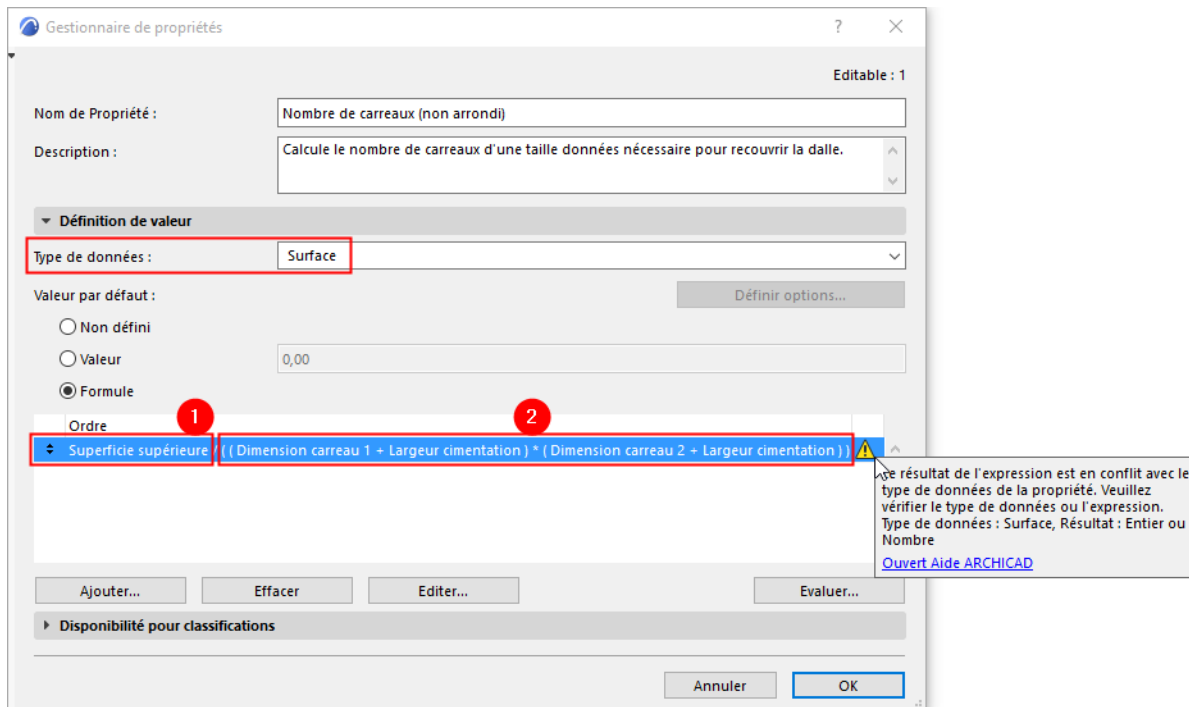 Gestionnaire de propriétés
?
Editable : 1
Nom de Propriété :
Nombre de carreaux (non arrondi)
Description :
Calcule le nombre de carreaux d'une taille données nécessaire pour recouvrir la dalle.
Définition de valeur
Type de données :
Surface
Valeur par défaut :
Définir options...
Non défini
Valeur
0,00
Formule
1
2
Ordre
Superficie supérieure / ( ( Dimension carreau 1 + Largeur cimentation ) * ( Dimension carreau 2 + Largeur cimentation ) )
résultat de l'expression est en conflit avec le
type de données de la propriété. Veuillez
vérifier le type de données ou l'expression.
Type de données : Surface, Résultat : Entier ou
Nombre
Ouvert Aide ARCHICAD
Ajouter...
Effacer
Editer...
Evaluer...
Disponibilité pour classifications
Annuler
OK